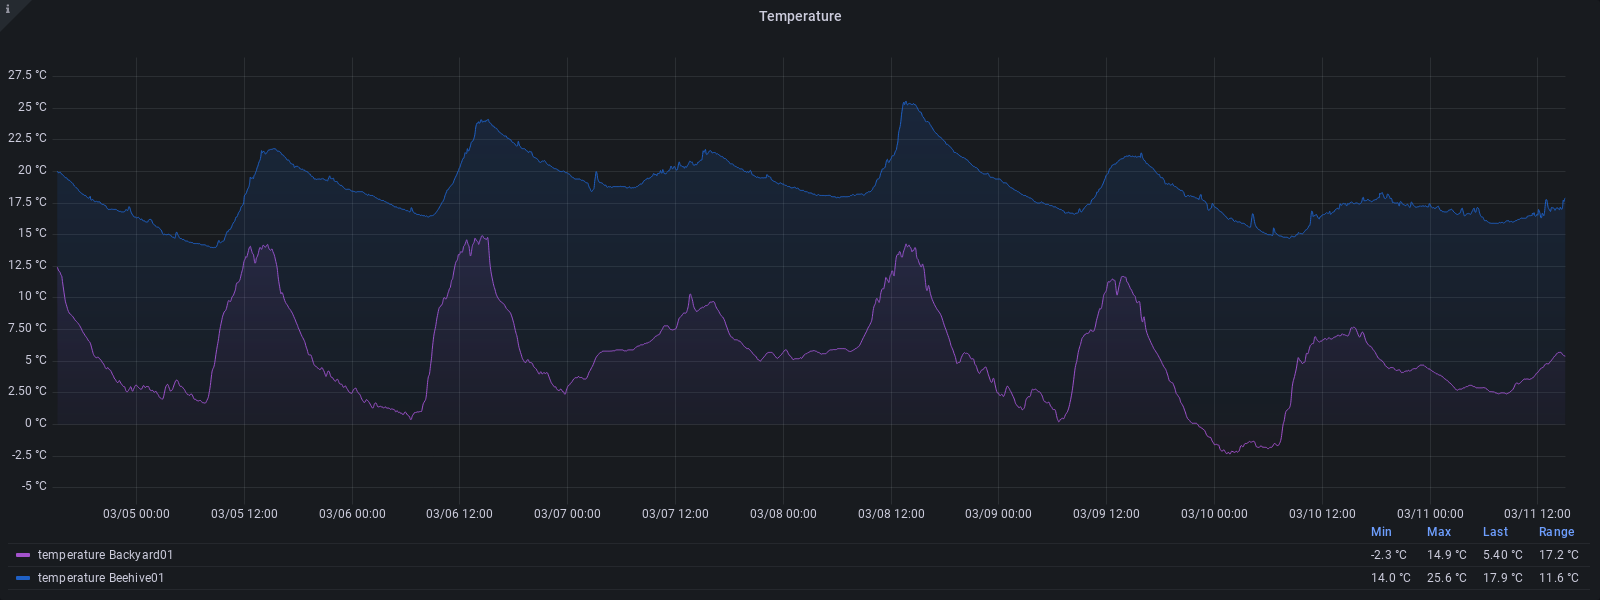 i
Temperature
27.5 °C
25 °C
22.5 °C
20 °C
17.5 °C
15 °C
12.5 °C
10 °C
7.50 °C
5 °C
2.50 °C
0 °C
-2.5 °C
-5 °C
03/05 00:00 03/05 12:00 03/06 00:00 03/06 12:00 03/07 00:00 03/07 12:00 03/08 00:00 03/08 12:00 03/09 00:00 03/09 12:00 03/10 00:00 03/10 12:00 03/11 00:00 03/11 12:00
Min Max Last Range
temperature Backyard01 -2.3 °C 14.9 °C 5.40 °C 17.2 °C
temperature Beehive01 14.0 °C 25.6 °C 17.9 °C 11.6 °C